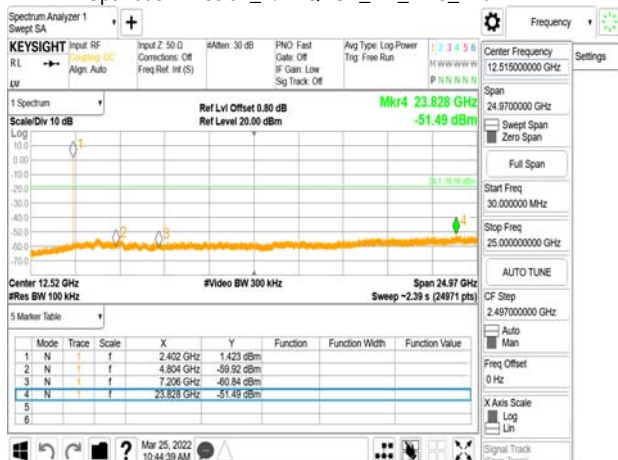 Spectrum Analyzer 1
Swept SA
+
Frequency
KEYSIGHT
RL
LXI
Input: RF
Coupling: DC
Align: Auto
Input Z: 50 Ω
Corrections: Off
Freq Ref: Int (S)
#Atten: 30 dB
PNO: Fast
Gate: Off
IF Gain: Low
Sig Track: Off
Avg Type: Log-Power
Trig: Free Run
1 2 3 4 5 6
M W W W W W
P N N N N N
1 Spectrum
Scale/Div 10 dB
Ref Lvl Offset 0.80 dB
Ref Level 20.00 dBm
Mkr4 23.828 GHz
-51.49 dBm
Log
10.0
0.00
-10.0
-20.0
-30.0
-40.0
-50.0
-60.0
-70.0
1
2
3
4
Center 12.52 GHz
#Res BW 100 kHz
#Video BW 300 kHz
Span 24.97 GHz
Sweep ~2.39 s (24971 pts)
5 Marker Table
Mode Trace Scale X Y Function Function Width Function Value
1 N 1 f 2.402 GHz 1.423 dBm
2 N 1 f 4.804 GHz -59.92 dBm
3 N 1 f 7.206 GHz -60.84 dBm
4 N 1 f 23.828 GHz -51.49 dBm
5
6
?
Mar 25, 2022
10:44:39 AM
Center Frequency
12.515000000 GHz
Settings
Span
24.9700000 GHz
Swept Span
Zero Span
Full Span
Start Freq
30.000000 MHz
Stop Freq
25.000000000 GHz
AUTO TUNE
CF Step
2.497000000 GHz
Auto
Man
Freq Offset
0 Hz
X Axis Scale
Log
Lin
Signal Track